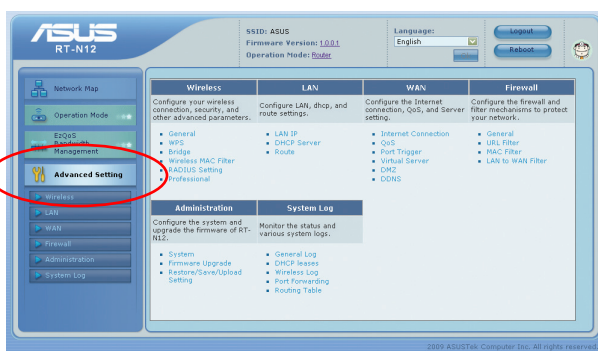 ASUS
RT-N12
SSID: ASUS
Firmware Version: 1.0.0.1
Operation Mode: Router
Language:
English
Logout
Reboot
Network Map
Operation Mode
EzQoS
Bandwidth
Management
Advanced Setting
Wireless
LAN
WAN
Firewall
Administration
System Log
Wireless
Configure your wireless
connection, security, and
other advanced parameters.
General
WPS
Bridge
Wireless MAC Filter
RADIUS Setting
Professional
LAN
Configure LAN, dhcp, and
route settings.
LAN IP
DHCP Server
Route
WAN
Configure the Internet
connection, QoS, and Server
setting.
Internet Connection
QoS
Port Trigger
Virtual Server
DMZ
DDNS
Firewall
Configure the firewall and
filter mechanisms to protect
your network.
General
URL Filter
MAC Filter
LAN to WAN Filter
Administration
Configure the system and
upgrade the firmware of RT-
N12.
System
Firmware Upgrade
Restore/Save/Upload
Setting
System Log
Monitor the status and
various system logs.
General Log
DHCP leases
Wireless Log
Port Forwarding
Routing Table
2009 ASUSTek Computer Inc. All rights reserved.